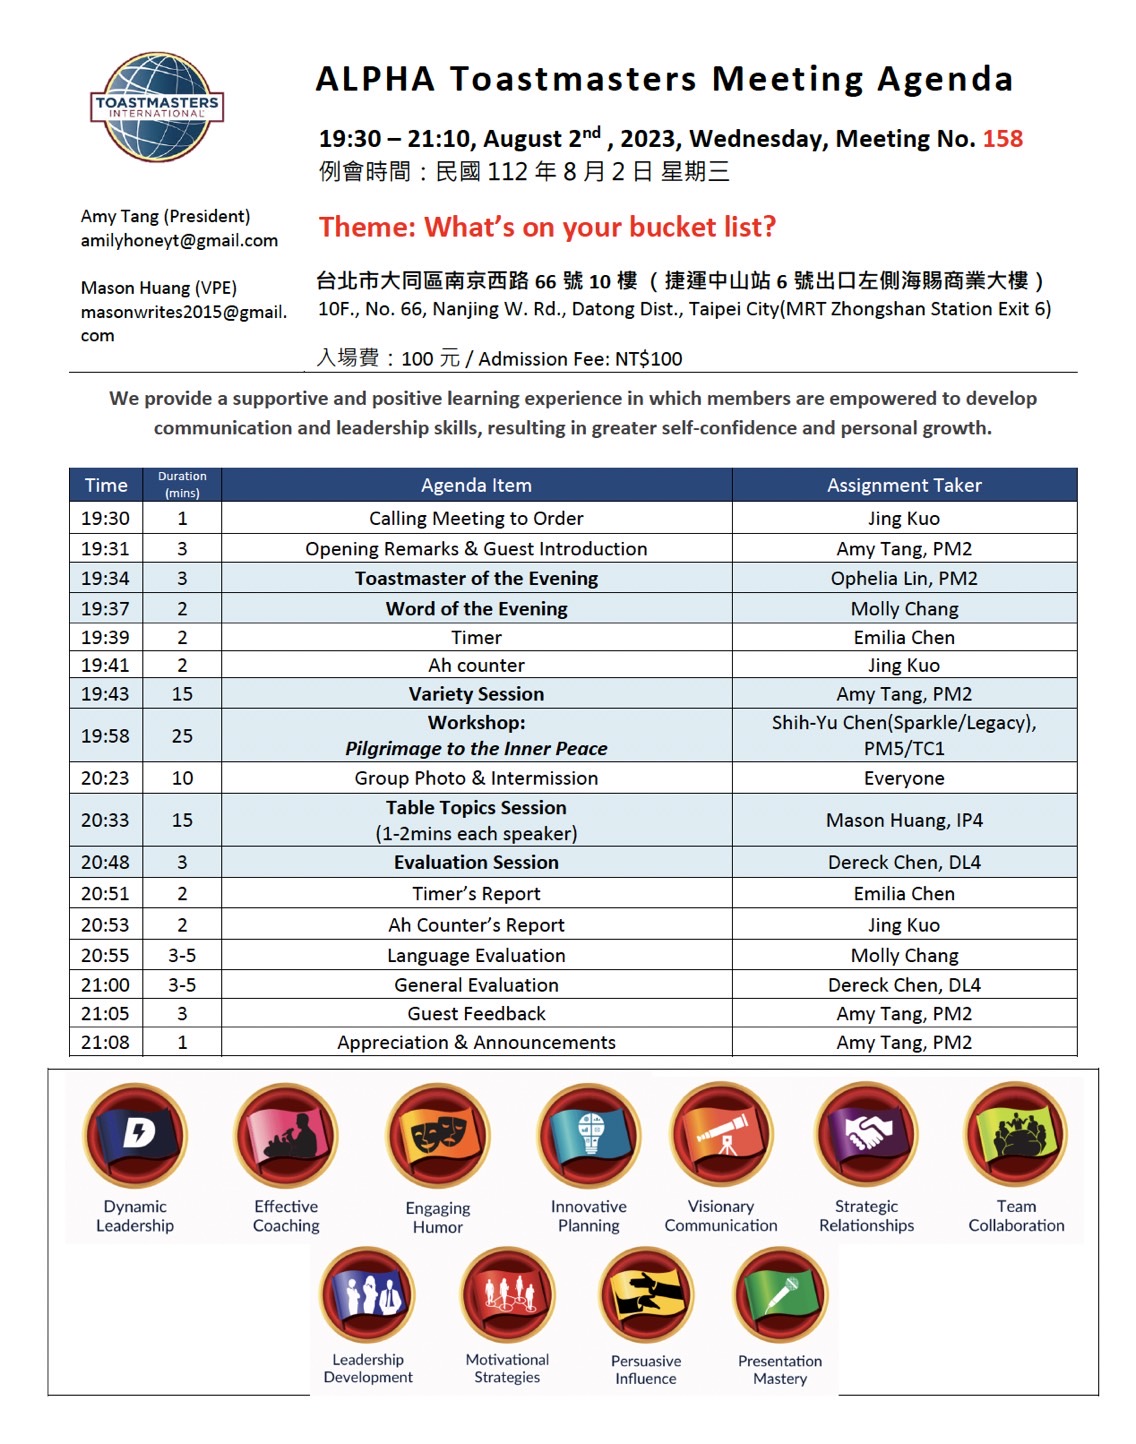 TOASTMASTERS
INTERNATIONAL
ALPHA Toastmasters Meeting Agenda
19:30 – 21:10, August 2nd , 2023, Wednesday, Meeting No. 158
例會時間：民國 112 年 8 月 2 日 星期三
Amy Tang (President)
amilyhoneyt@gmail.com
Theme: What's on your bucket list?
Mason Huang (VPE)
masonwrites2015@gmail.
com
台北市大同區南京西路 66 號 10 樓 （ 捷運中山站 6 號出口左側海賜商業大樓 ）
10F., No. 66, Nanjing W. Rd., Datong Dist., Taipei City(MRT Zhongshan Station Exit 6)
入場費：100 元 / Admission Fee: NT$100
We provide a supportive and positive learning experience in which members are empowered to develop
communication and leadership skills, resulting in greater self-confidence and personal growth.
Time Duration (mins) Agenda Item Assignment Taker
19:30 1 Calling Meeting to Order Jing Kuo
19:31 3 Opening Remarks & Guest Introduction Amy Tang, PM2
19:34 3 Toastmaster of the Evening Ophelia Lin, PM2
19:37 2 Word of the Evening Molly Chang
19:39 2 Timer Emilia Chen
19:41 2 Ah counter Jing Kuo
19:43 15 Variety Session Amy Tang, PM2
19:58 25 Workshop: Shih-Yu Chen(Sparkle/Legacy),
Pilgrimage to the Inner Peace PM5/TC1
20:23 10 Group Photo & Intermission Everyone
20:33 15 Table Topics Session Mason Huang, IP4
(1-2mins each speaker)
20:48 3 Evaluation Session Dereck Chen, DL4
20:51 2 Timer's Report Emilia Chen
20:53 2 Ah Counter's Report Jing Kuo
20:55 3-5 Language Evaluation Molly Chang
21:00 3-5 General Evaluation Dereck Chen, DL4
21:05 3 Guest Feedback Amy Tang, PM2
21:08 1 Appreciation & Announcements Amy Tang, PM2
Dynamic Leadership
Effective Coaching
Engaging Humor
Innovative Planning
Visionary Communication
Strategic Relationships
Team Collaboration
Leadership Development
Motivational Strategies
Persuasive Influence
Presentation Mastery